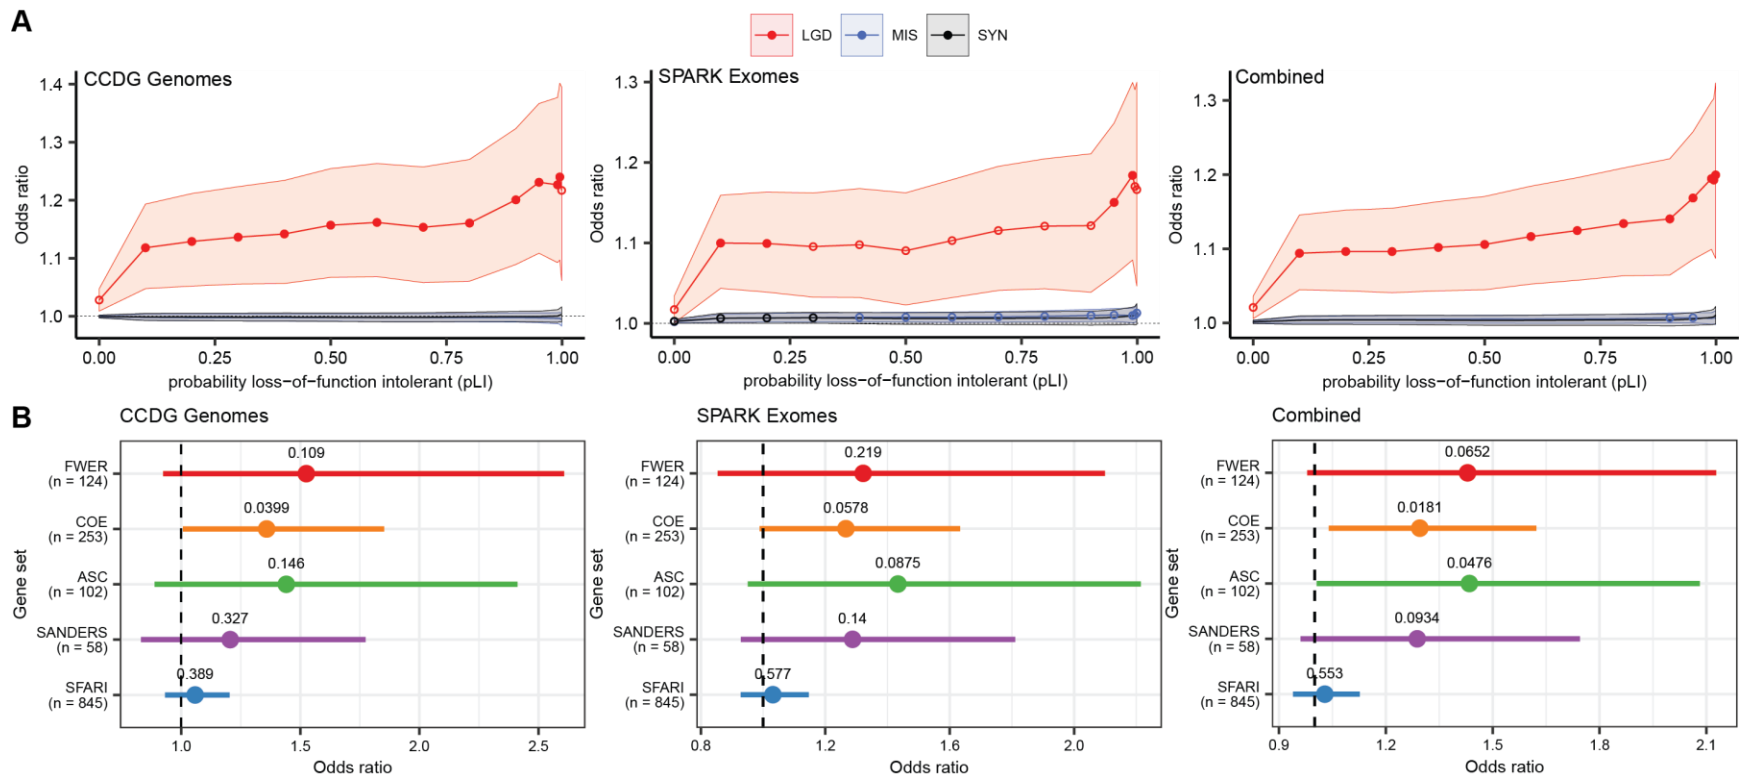 A
LGD MIS SYN
CCDG Genomes
Odds ratio
1.4
1.3
1.2
1.1
1.0
0.00 0.25 0.50 0.75 1.00
probability loss−of−function intolerant (pLI)
SPARK Exomes
Odds ratio
1.3
1.2
1.1
1.0
0.00 0.25 0.50 0.75 1.00
probability loss−of−function intolerant (pLI)
Combined
Odds ratio
1.3
1.2
1.1
1.0
0.00 0.25 0.50 0.75 1.00
probability loss−of−function intolerant (pLI)
B
CCDG Genomes
Gene set
FWER
(n = 124)
0.109
COE
(n = 253)
0.0399
ASC
(n = 102)
0.146
SANDERS
(n = 58)
0.327
SFARI
(n = 845)
0.389
1.0 1.5 2.0 2.5
Odds ratio
SPARK Exomes
Gene set
FWER
(n = 124)
0.219
COE
(n = 253)
0.0578
ASC
(n = 102)
0.0875
SANDERS
(n = 58)
0.14
SFARI
(n = 845)
0.577
0.8 1.2 1.6 2.0
Odds ratio
Combined
Gene set
FWER
(n = 124)
0.0652
COE
(n = 253)
0.0181
ASC
(n = 102)
0.0476
SANDERS
(n = 58)
0.0934
SFARI
(n = 845)
0.553
0.9 1.2 1.5 1.8 2.1
Odds ratio